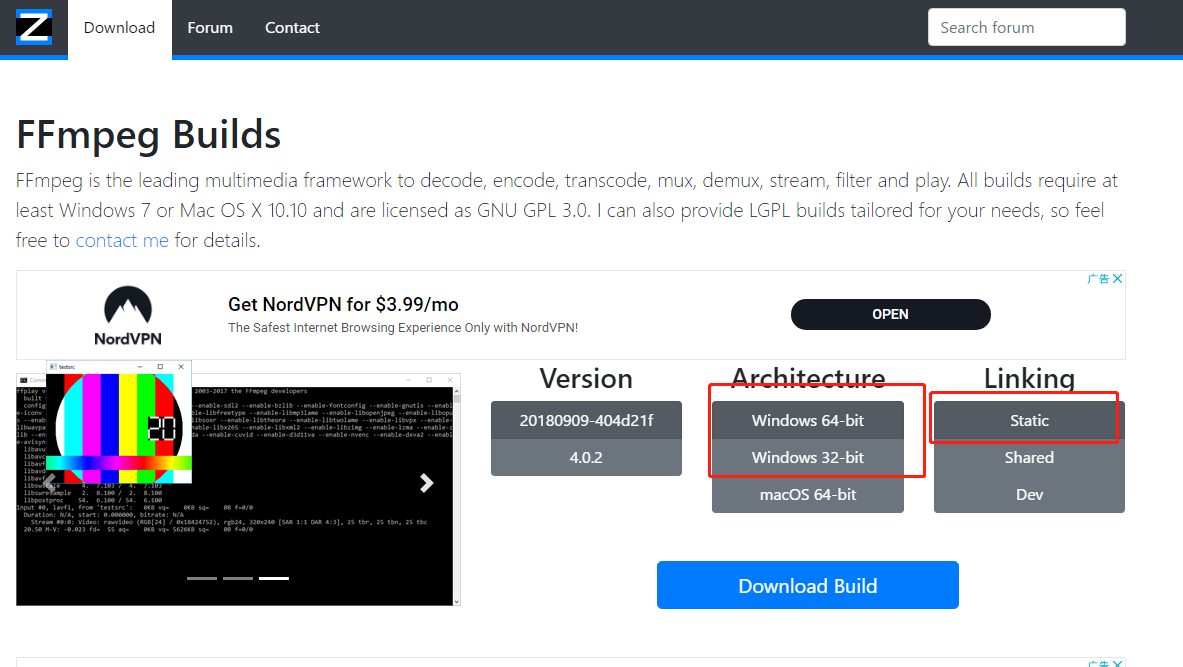 Z
Download
Forum
Contact
Search forum
FFmpeg Builds
FFmpeg is the leading multimedia framework to decode, encode, transcode, mux, demux, stream, filter and play. All builds require at
least Windows 7 or Mac OS X 10.10 and are licensed as GNU GPL 3.0. I can also provide LGPL builds tailored for your needs, so feel
free to contact me for details.
广告
NordVPN
Get NordVPN for $3.99/mo
The Safest Internet Browsing Experience Only with NordVPN!
OPEN
testsrc
20
2003-2017 the FFmpeg developers
Input #0, lavfi, from 'testsrc': 0KB vq= 0KB sq= 0B f=0/0
Duration: N/A, start: 0.000000, bitrate: N/A
Stream #0:0: Video: rawvideo (RGB[24] / 0x18424752), rgb24, 320x240 [SAR 1:1 DAR 4:3], 25 tbr, 25 tbn, 25 tbc
20.50 M-V: -0.023 fd= 55 aq= 0KB vq= 5626KB sq= 0B f=0/0
Version
20180909-404d21f
4.0.2
Architecture
Windows 64-bit
Windows 32-bit
macOS 64-bit
Linking
Static
Shared
Dev
Download Build
广告